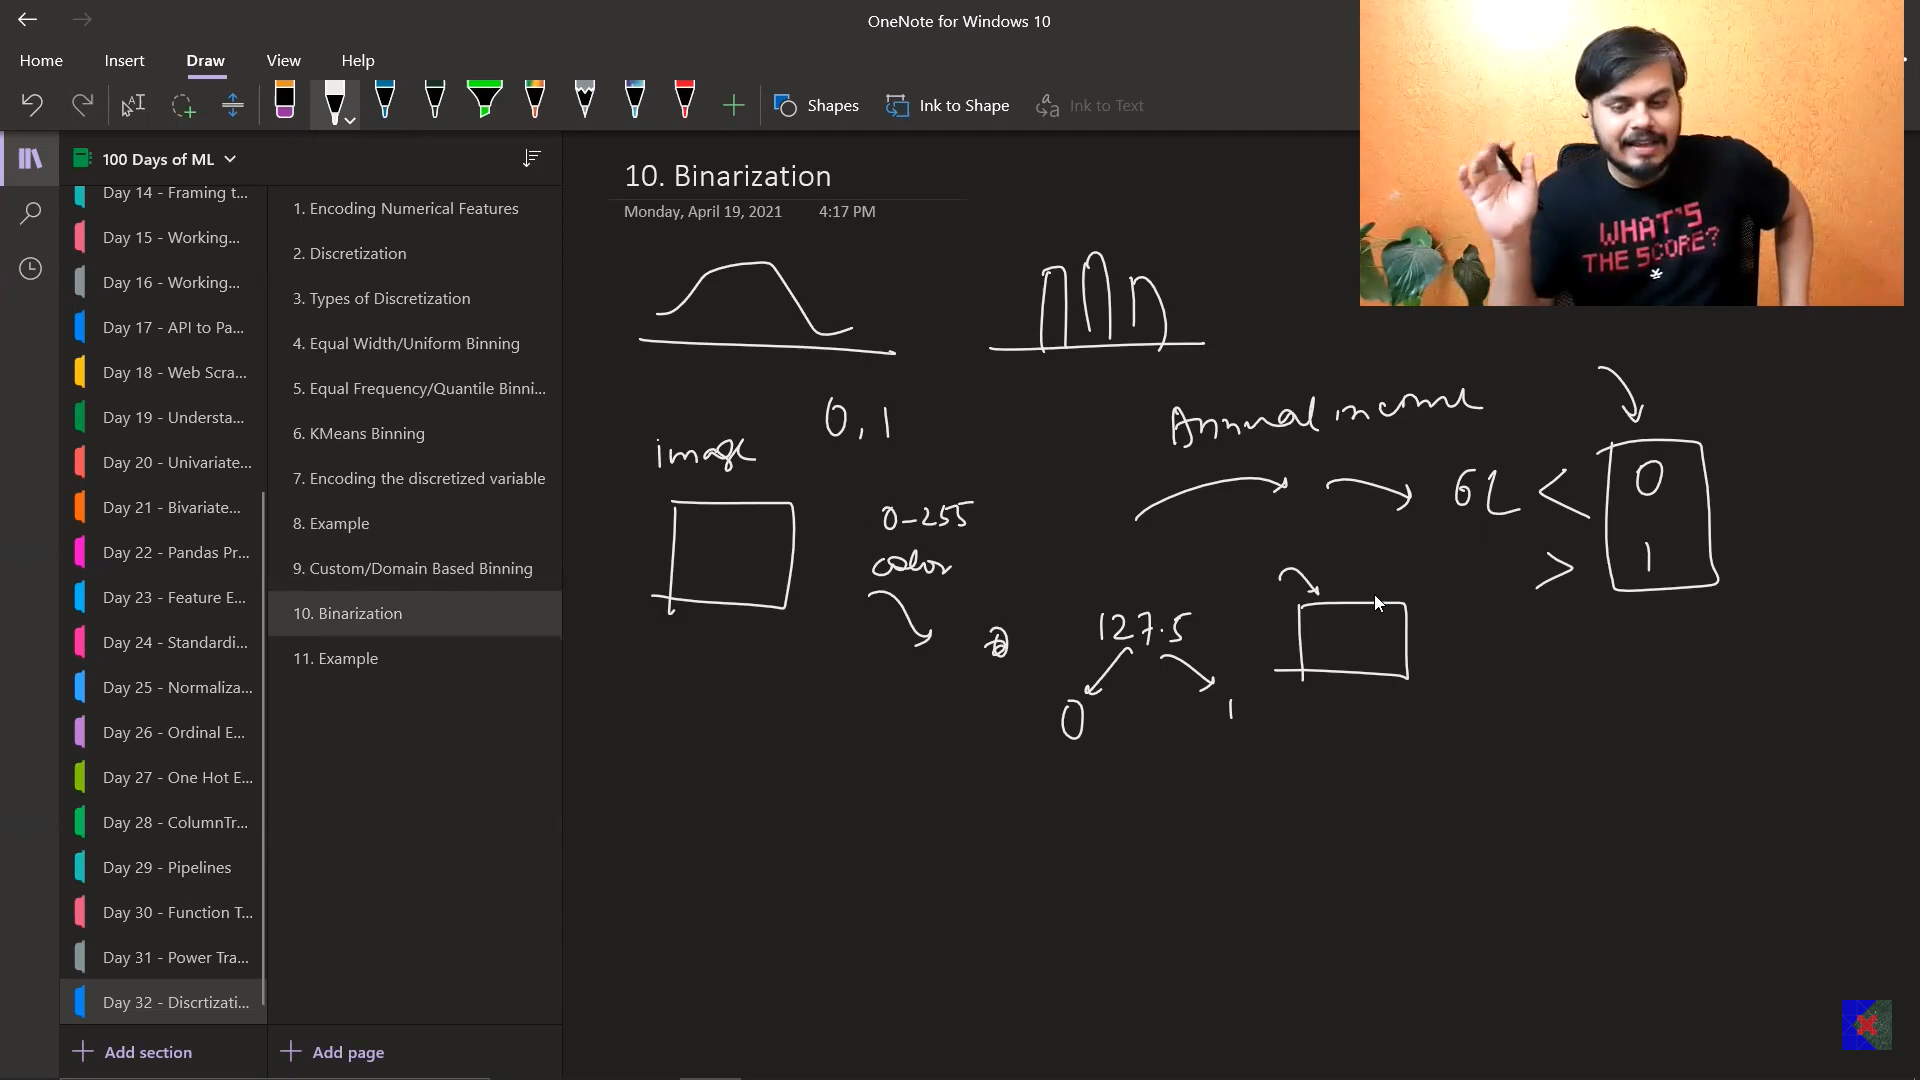 OneNote for Windows 10
Home Insert Draw View Help
Shapes Ink to Shape Ink to Text
100 Days of ML
Day 14 - Framing t...
Day 15 - Working...
Day 16 - Working...
Day 17 - API to Pa...
Day 18 - Web Scra...
Day 19 - Understa...
Day 20 - Univariate...
Day 21 - Bivariate...
Day 22 - Pandas Pr...
Day 23 - Feature E...
Day 24 - Standardi...
Day 25 - Normaliza...
Day 26 - Ordinal E...
Day 27 - One Hot E...
Day 28 - ColumnTr...
Day 29 - Pipelines
Day 30 - Function T...
Day 31 - Power Tra...
Day 32 - Discrtizati...
Add section
1. Encoding Numerical Features
2. Discretization
3. Types of Discretization
4. Equal Width/Uniform Binning
5. Equal Frequency/Quantile Binni...
6. KMeans Binning
7. Encoding the discretized variable
8. Example
9. Custom/Domain Based Binning
10. Binarization
11. Example
Add page
10. Binarization
Monday, April 19, 2021 4:17 PM
0, 1
image
0-255
color
127.5
0 1
Annual income
6L < 0
> 1
WHAT'S
THE SCORE?